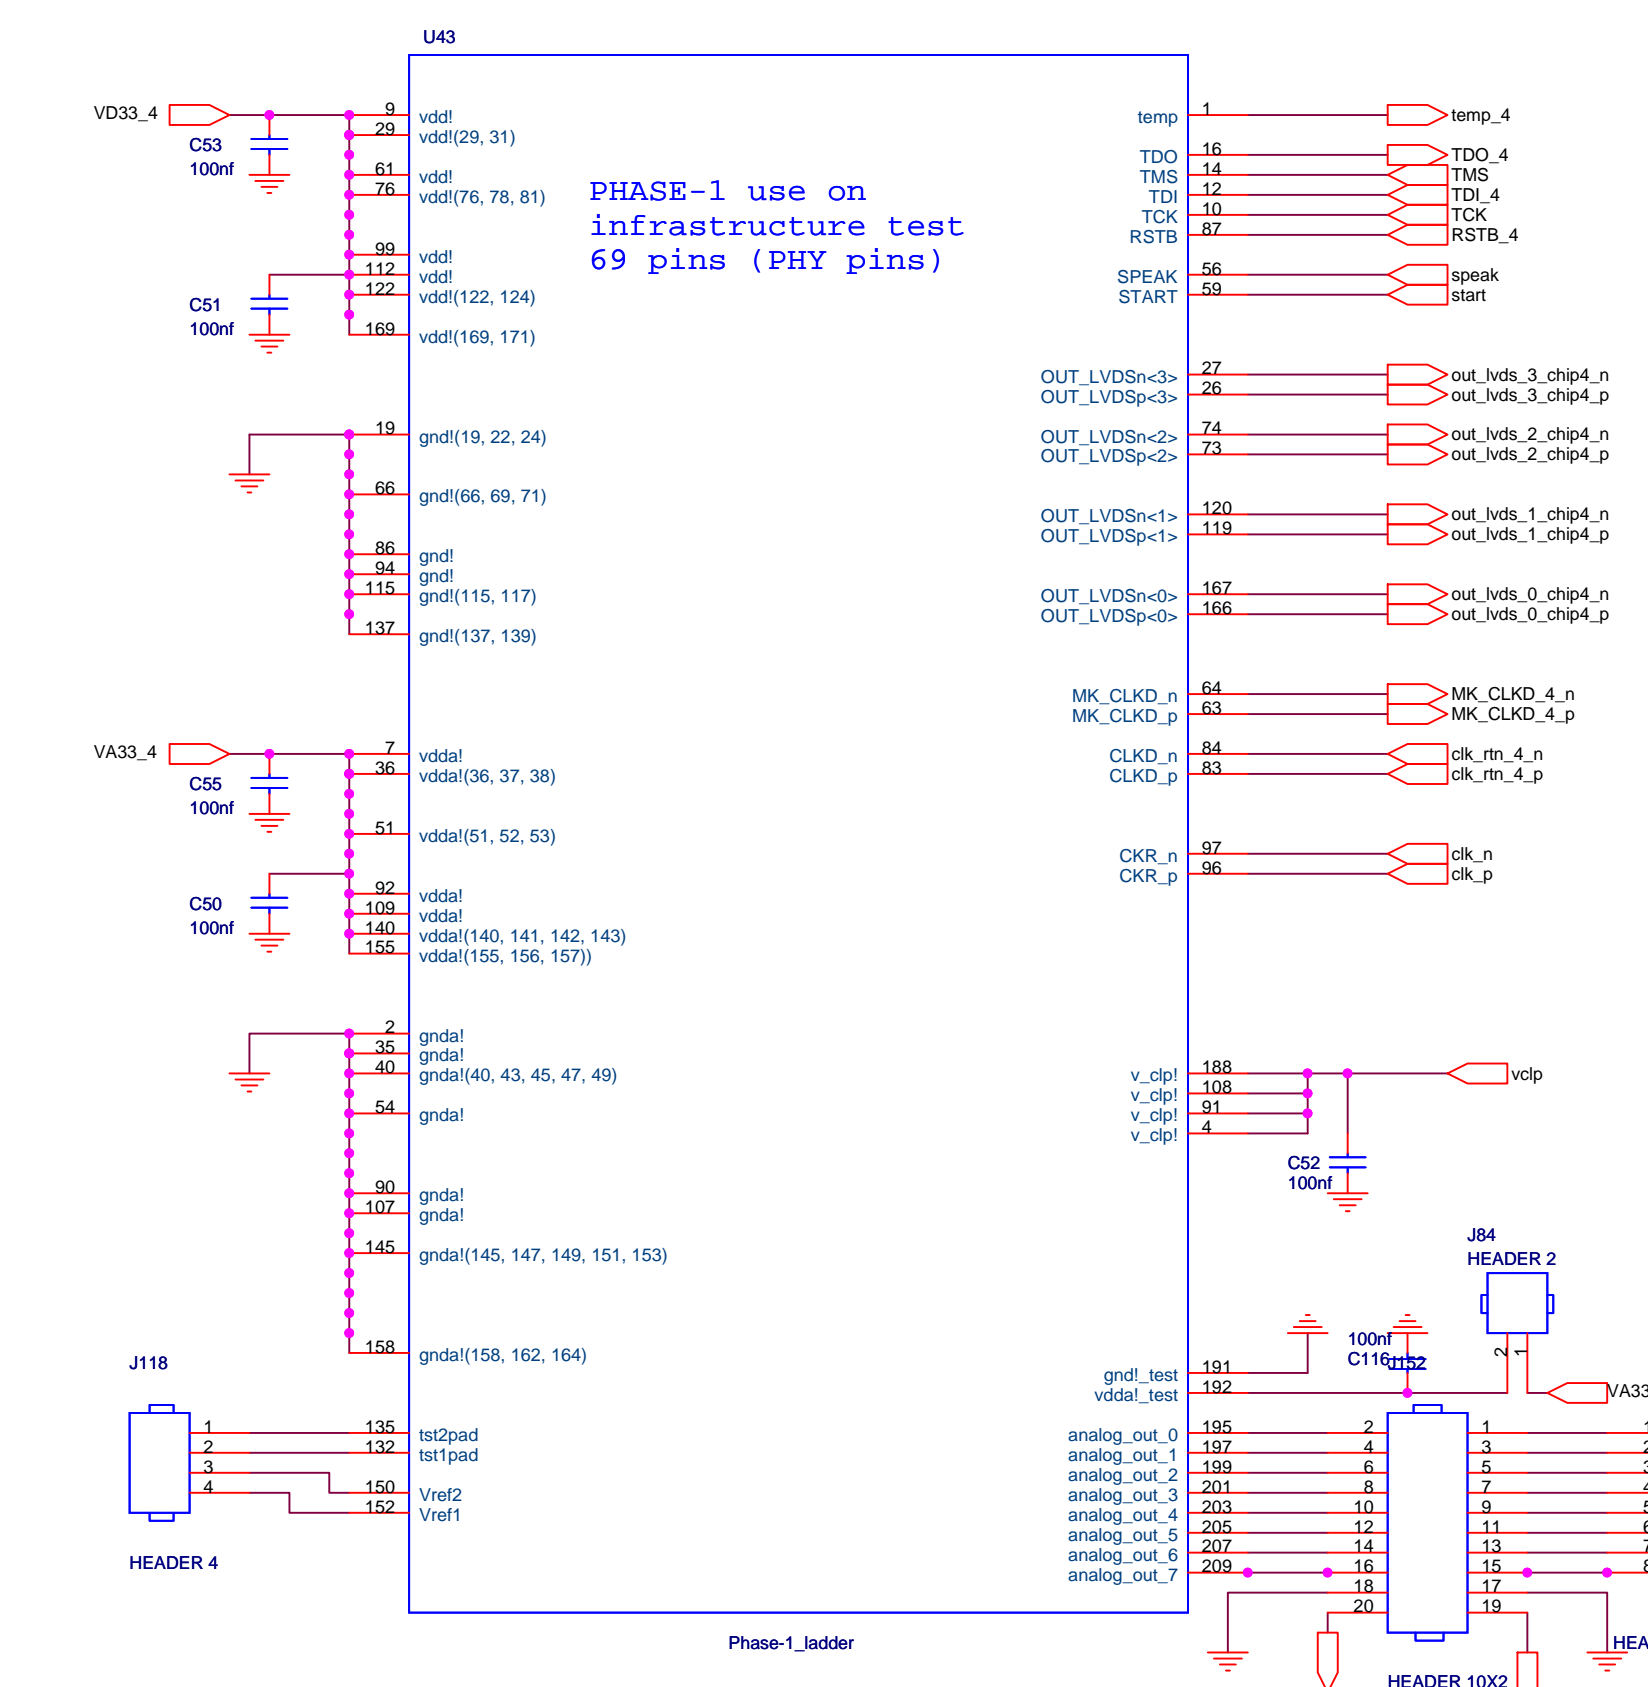 U43
VD33_4
C53
100nf
C51
100nf
9 vdd!
29 vdd!(29, 31)
61 vdd!
76 vdd!(76, 78, 81)
99 vdd!
112 vdd!
122 vdd!(122, 124)
169 vdd!(169, 171)
19 gnd!(19, 22, 24)
66 gnd!(66, 69, 71)
86 gnd!
94 gnd!
115 gnd!(115, 117)
137 gnd!(137, 139)
VA33_4
C55
100nf
C50
100nf
7 vdda!
36 vdda!(36, 37, 38)
51 vdda!(51, 52, 53)
92 vdda!
109 vdda!
140 vdda!(140, 141, 142, 143)
155 vdda!(155, 156, 157))
2 gnda!
35 gnda!
40 gnda!(40, 43, 45, 47, 49)
54 gnda!
90 gnda!
107 gnda!
145 gnda!(145, 147, 149, 151, 153)
158 gnda!(158, 162, 164)
J118
1 135 tst2pad
2 132 tst1pad
3 150 Vref2
4 152 Vref1
HEADER 4
PHASE-1 use on
infrastructure test
69 pins (PHY pins)
temp 1 temp_4
TDO 16 TDO_4
TMS 14 TMS
TDI 12 TDI_4
TCK 10 TCK
RSTB 87 RSTB_4
SPEAK 56 speak
START 59 start
OUT_LVDSn<3> 27 out_lvds_3_chip4_n
OUT_LVDSp<3> 26 out_lvds_3_chip4_p
OUT_LVDSn<2> 74 out_lvds_2_chip4_n
OUT_LVDSp<2> 73 out_lvds_2_chip4_p
OUT_LVDSn<1> 120 out_lvds_1_chip4_n
OUT_LVDSp<1> 119 out_lvds_1_chip4_p
OUT_LVDSn<0> 167 out_lvds_0_chip4_n
OUT_LVDSp<0> 166 out_lvds_0_chip4_p
MK_CLKD_n 64 MK_CLKD_4_n
MK_CLKD_p 63 MK_CLKD_4_p
CLKD_n 84 clk_rtn_4_n
CLKD_p 83 clk_rtn_4_p
CKR_n 97 clk_n
CKR_p 96 clk_p
v_clp! 188 vclp
v_clp! 108
v_clp! 91
v_clp! 4
C52
100nf
J84
HEADER 2
2 1
100nf
C116
J152
gnd!_test 191
vdda!_test 192 VA33
analog_out_0 195 2 1 1
analog_out_1 197 4 3 2
analog_out_2 199 6 5 3
analog_out_3 201 8 7 4
analog_out_4 203 10 9 5
analog_out_5 205 12 11 6
analog_out_6 207 14 13 7
analog_out_7 209 16 15 8
18 17
20 19
HEA
Phase-1_ladder
HEADER 10X2